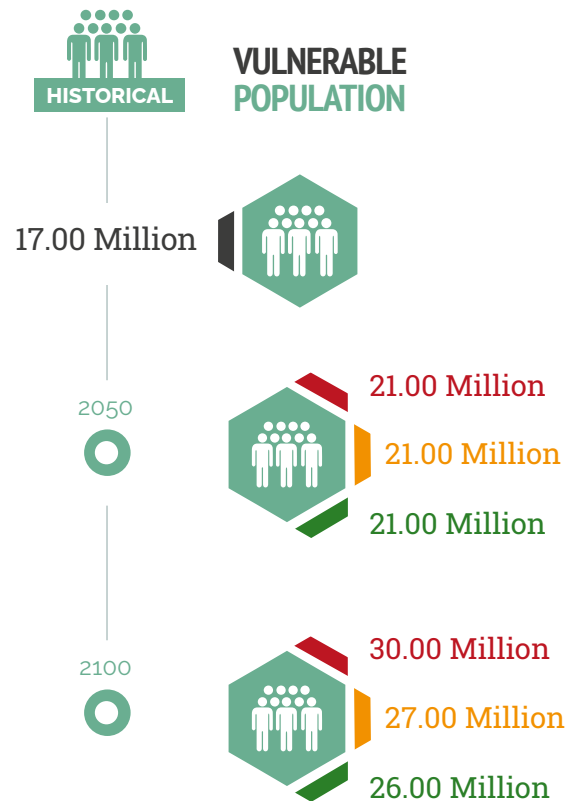 HISTORICAL
VULNERABLE
POPULATION
17.00 Million
2050
21.00 Million
21.00 Million
21.00 Million
2100
30.00 Million
27.00 Million
26.00 Million